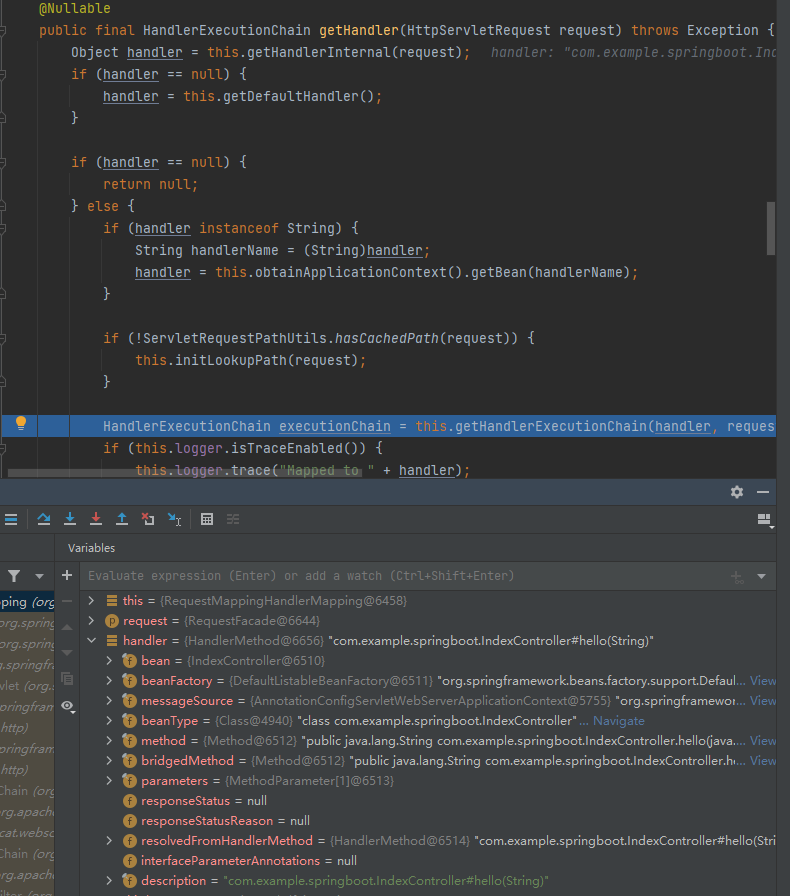 @Nullable
public final HandlerExecutionChain getHandler(HttpServletRequest request) throws Exception {
Object handler = this.getHandlerInternal(request);   handler: "com.example.springboot.Ind
if (handler == null) {
handler = this.getDefaultHandler();
}
if (handler == null) {
return null;
} else {
if (handler instanceof String) {
String handlerName = (String)handler;
handler = this.obtainApplicationContext().getBean(handlerName);
}
if (!ServletRequestPathUtils.hasCachedPath(request)) {
this.initLookupPath(request);
}
HandlerExecutionChain executionChain = this.getHandlerExecutionChain(handler, reques
if (this.logger.isTraceEnabled()) {
this.logger.trace("Mapped to " + handler);
Variables
Evaluate expression (Enter) or add a watch (Ctrl+Shift+Enter)
pping (org
org.spring
org.spring
g.springfr
vlet (org.s
springfram
http)
springfram
http)
Chain (org
org.apach
cat.websc
Chain (org
org.apach
Filter (org
this = {RequestMappingHandlerMapping@6458}
request = {RequestFacade@6644}
handler = {HandlerMethod@6656} "com.example.springboot.IndexController#hello(String)"
bean = {IndexController@6510}
beanFactory = {DefaultListableBeanFactory@6511} "org.springframework.beans.factory.support.Defaul... View
messageSource = {AnnotationConfigServletWebServerApplicationContext@5755} "org.springframewor... View
beanType = {Class@4940} "class com.example.springboot.IndexController" ... Navigate
method = {Method@6512} "public java.lang.String com.example.springboot.IndexController.hello(java.... View
bridgedMethod = {Method@6512} "public java.lang.String com.example.springboot.IndexController.he... View
parameters = {MethodParameter[1]@6513}
responseStatus = null
responseStatusReason = null
resolvedFromHandlerMethod = {HandlerMethod@6514} "com.example.springboot.IndexController#hello(Stri
interfaceParameterAnnotations = null
description = "com.example.springboot.IndexController#hello(String)"